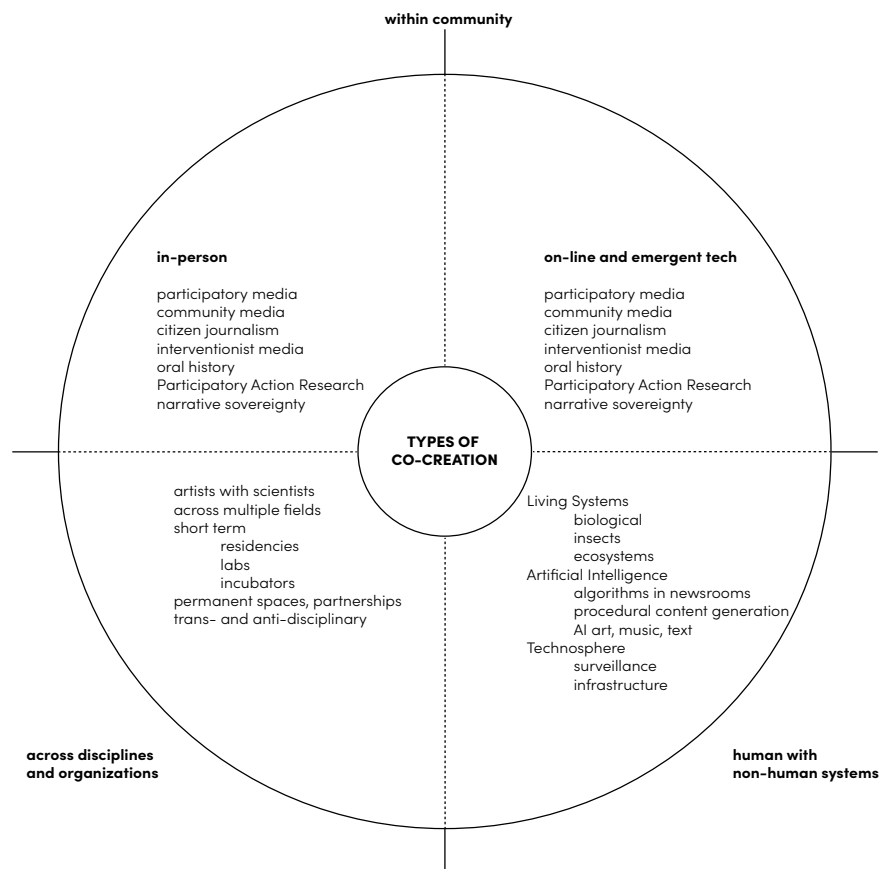 within community
in-person
participatory media
community media
citizen journalism
interventionist media
oral history
Participatory Action Research
narrative sovereignty
on-line and emergent tech
participatory media
community media
citizen journalism
interventionist media
oral history
Participatory Action Research
narrative sovereignty
TYPES OF
CO-CREATION
artists with scientists
across multiple fields
short term
residencies
labs
incubators
permanent spaces, partnerships
trans- and anti-disciplinary
Living Systems
biological
insects
ecosystems
Artificial Intelligence
algorithms in newsrooms
procedural content generation
AI art, music, text
Technosphere
surveillance
infrastructure
across disciplines
and organizations
human with
non-human systems